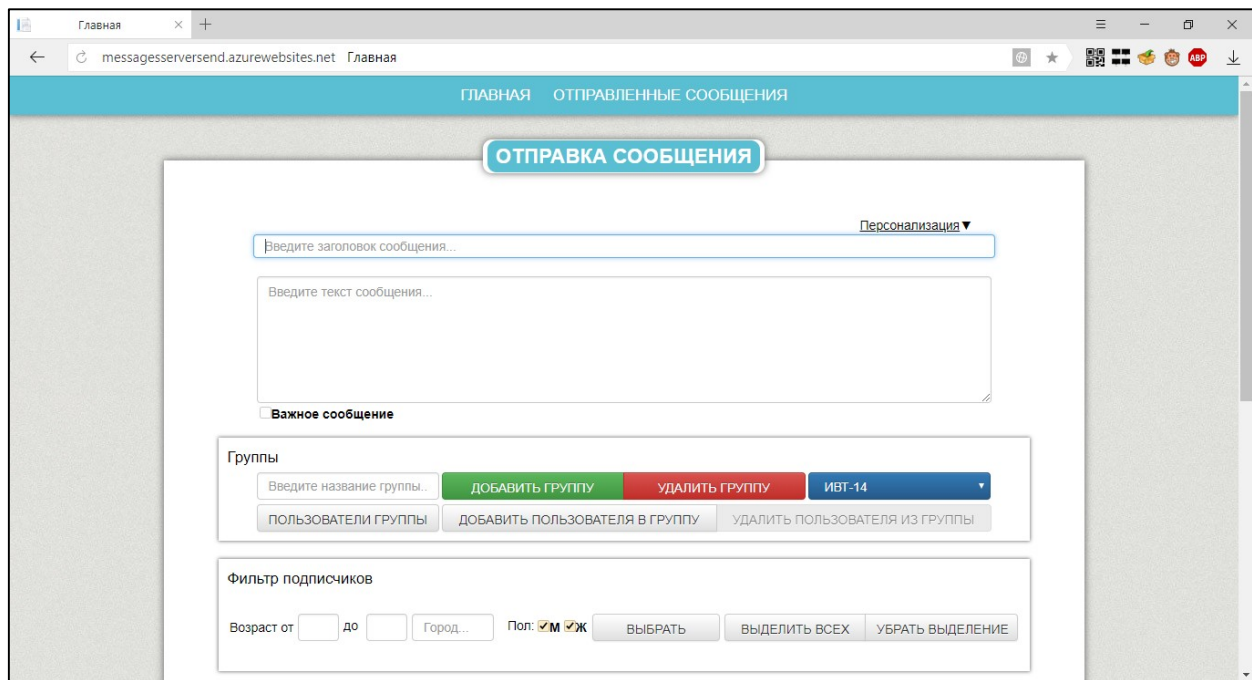 Главная
messagesserversend.azurewebsites.net Главная
ABP
ГЛАВНАЯ ОТПРАВЛЕННЫЕ СООБЩЕНИЯ
ОТПРАВКА СООБЩЕНИЯ
Персонализация▼
Введите заголовок сообщения...
Введите текст сообщения...
Важное сообщение
Группы
Введите название группы.. ДОБАВИТЬ ГРУППУ УДАЛИТЬ ГРУППУ ИВТ-14
ПОЛЬЗОВАТЕЛИ ГРУППЫ ДОБАВИТЬ ПОЛЬЗОВАТЕЛЯ В ГРУППУ УДАЛИТЬ ПОЛЬЗОВАТЕЛЯ ИЗ ГРУППЫ
Фильтр подписчиков
Возраст от до Город... Пол: М Ж ВЫБРАТЬ ВЫДЕЛИТЬ ВСЕХ УБРАТЬ ВЫДЕЛЕНИЕ